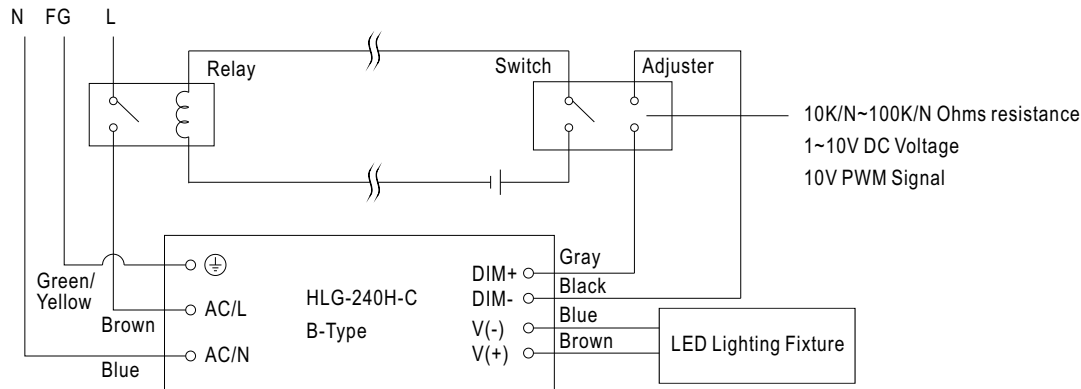 N FG L
Relay
Switch
Adjuster
10K/N~100K/N Ohms resistance
1~10V DC Voltage
10V PWM Signal
Green/
Yellow
Brown
Blue
AC/L
AC/N
HLG-240H-C
B-Type
DIM+
DIM-
V(-)
V(+)
Gray
Black
Blue
Brown
LED Lighting Fixture